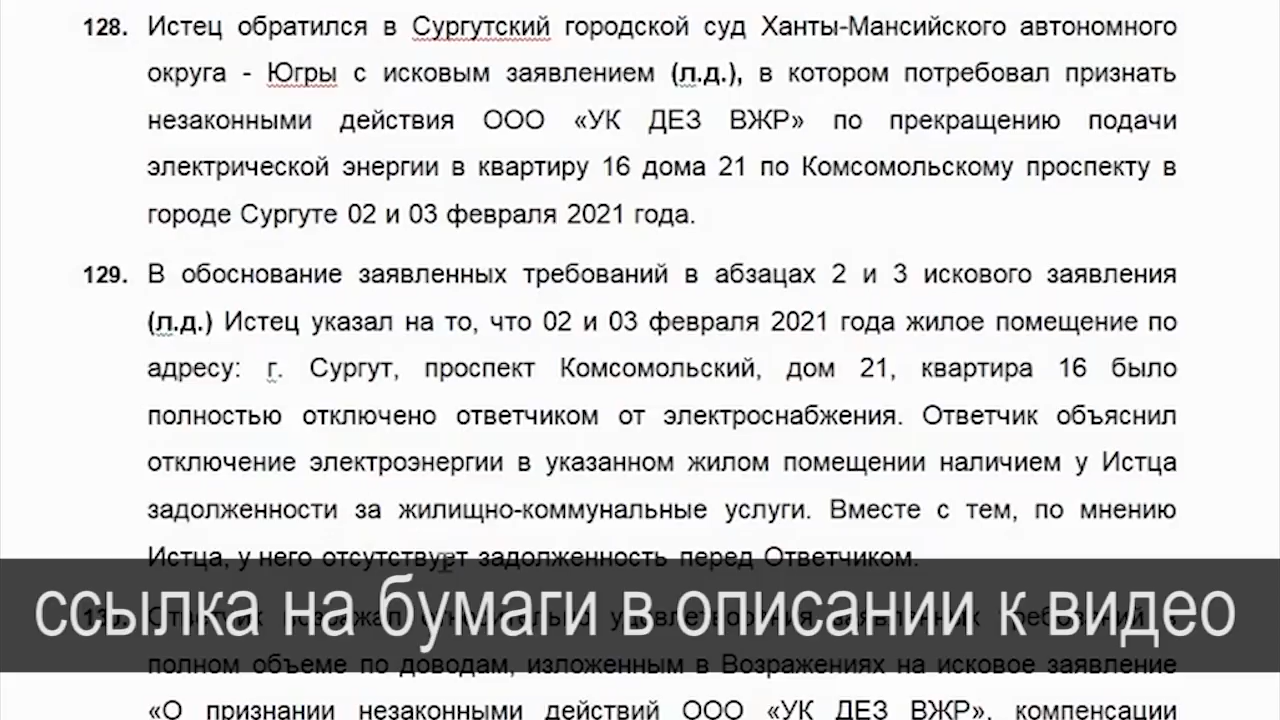 128. Истец обратился в Сургутский городской суд Ханты-Мансийского автономного
округа - Югры с исковым заявлением (л.д.), в котором потребовал признать
незаконными действия ООО «УК ДЕЗ ВЖР» по прекращению подачи
электрической энергии в квартиру 16 дома 21 по Комсомольскому проспекту в
городе Сургуте 02 и 03 февраля 2021 года.
129. В обоснование заявленных требований в абзацах 2 и 3 искового заявления
(л.д.) Истец указал на то, что 02 и 03 февраля 2021 года жилое помещение по
адресу: г. Сургут, проспект Комсомольский, дом 21, квартира 16 было
полностью отключено ответчиком от электроснабжения. Ответчик объяснил
отключение электроэнергии в указанном жилом помещении наличием у Истца
задолженности за жилищно-коммунальные услуги. Вместе с тем, по мнению
Истца, у него отсутствует задолженность перед Ответчиком.
ссылка на бумаги в описании к видео
полном объеме по доводам, изложенным в Возражениях на исковое заявление
«О признании незаконными действий ООО «УК ДЕЗ ВЖР», компенсации